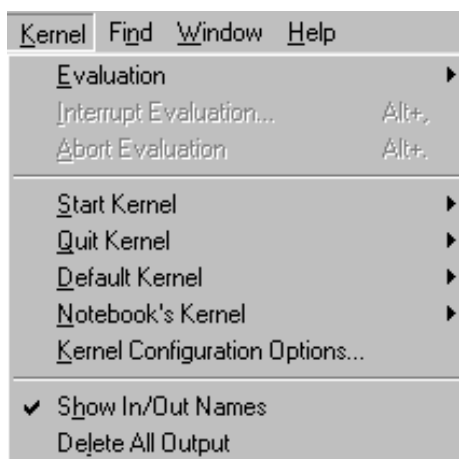 Kernel Find Window Help
Evaluation
Interrupt Evaluation... Alt+,
Abort Evaluation Alt+.
Start Kernel
Quit Kernel
Default Kernel
Notebook's Kernel
Kernel Configuration Options...
Show In/Out Names
Delete All Output